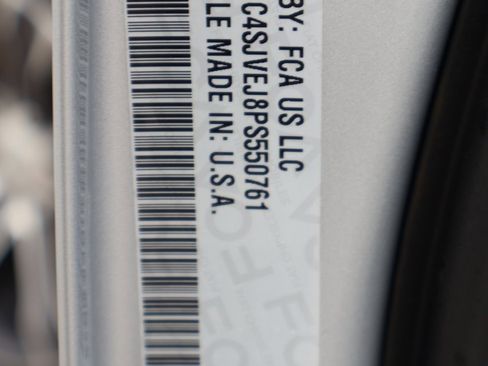 BY: FCA US LLC
C4SJVEJ8PS550761
LE MADE IN: U.S.A.